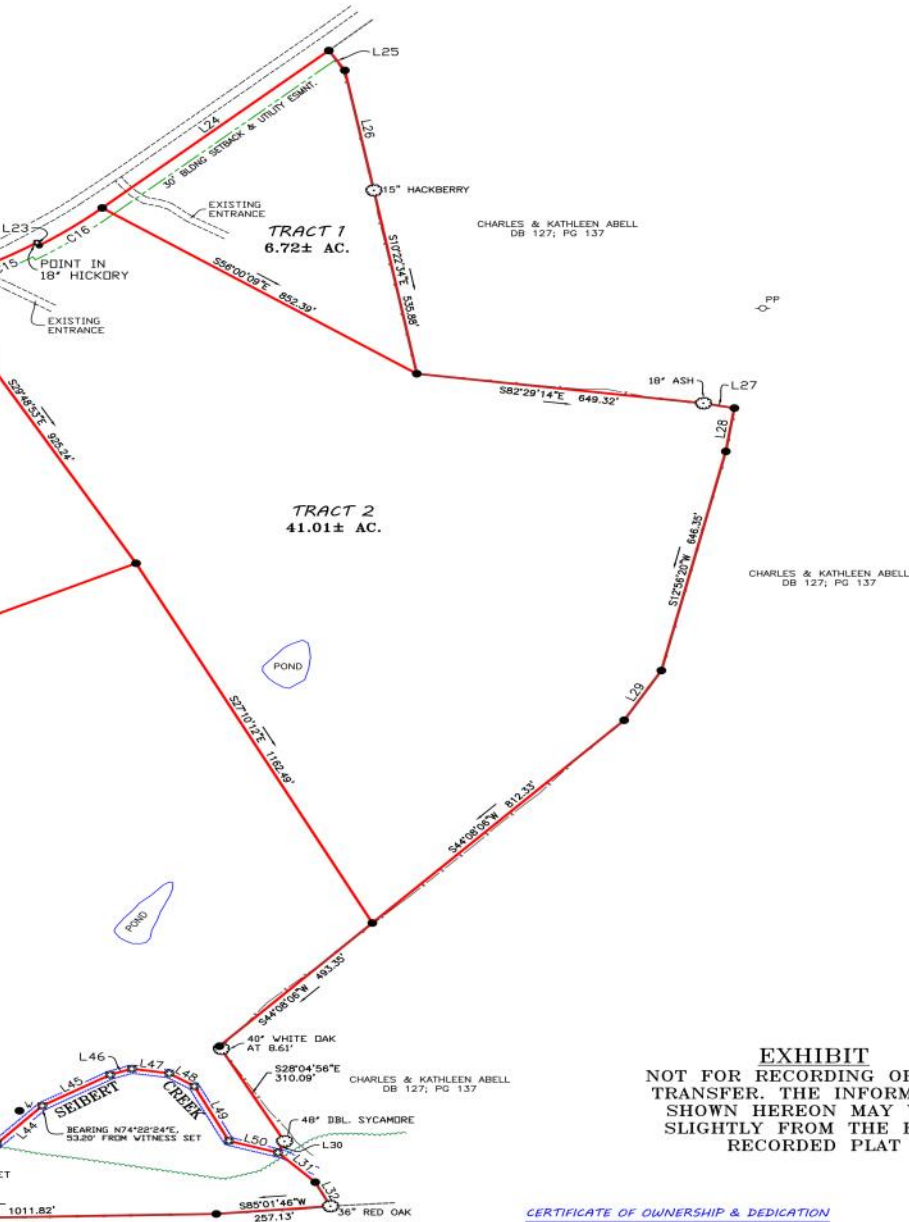 L25
L24
30' BLDNG SETBACK & UTILITY ESMNT.
L26
15" HACKBERRY
EXISTING
ENTRANCE
TRACT 1
6.72± AC.
CHARLES & KATHLEEN ABELL
DB 127; PG 137
L23
C16
C15
POINT IN
18" HICKORY
S56°00'09"E 852.39'
S10°22'34"E 535.88'
EXISTING
ENTRANCE
PP
S29°48'53"E 925.24'
S82°29'14"E 649.32'
18" ASH
L27
L28
TRACT 2
41.01± AC.
S12°56'20"W 646.35'
CHARLES & KATHLEEN ABELL
DB 127; PG 137
POND
L29
S27°10'12"E 1162.49'
S44°08'06"W 812.33'
POND
S44°08'06"W 493.35'
40" WHITE OAK
AT 8.61'
S28°04'56"E
310.09'
CHARLES & KATHLEEN ABELL
DB 127; PG 137
L46
L47
L48
L45
SEIBERT
CREEK
L49
L44
BEARING N74°22'24"E,
53.20' FROM WITNESS SET
48" DBL. SYCAMORE
L50
L30
L31
ET
L32
1011.82'
S85°01'46"W
257.13'
36" RED OAK
EXHIBIT
NOT FOR RECORDING OR
TRANSFER. THE INFORM
SHOWN HEREON MAY
SLIGHTLY FROM THE
RECORDED PLAT
CERTIFICATE OF OWNERSHIP & DEDICATION